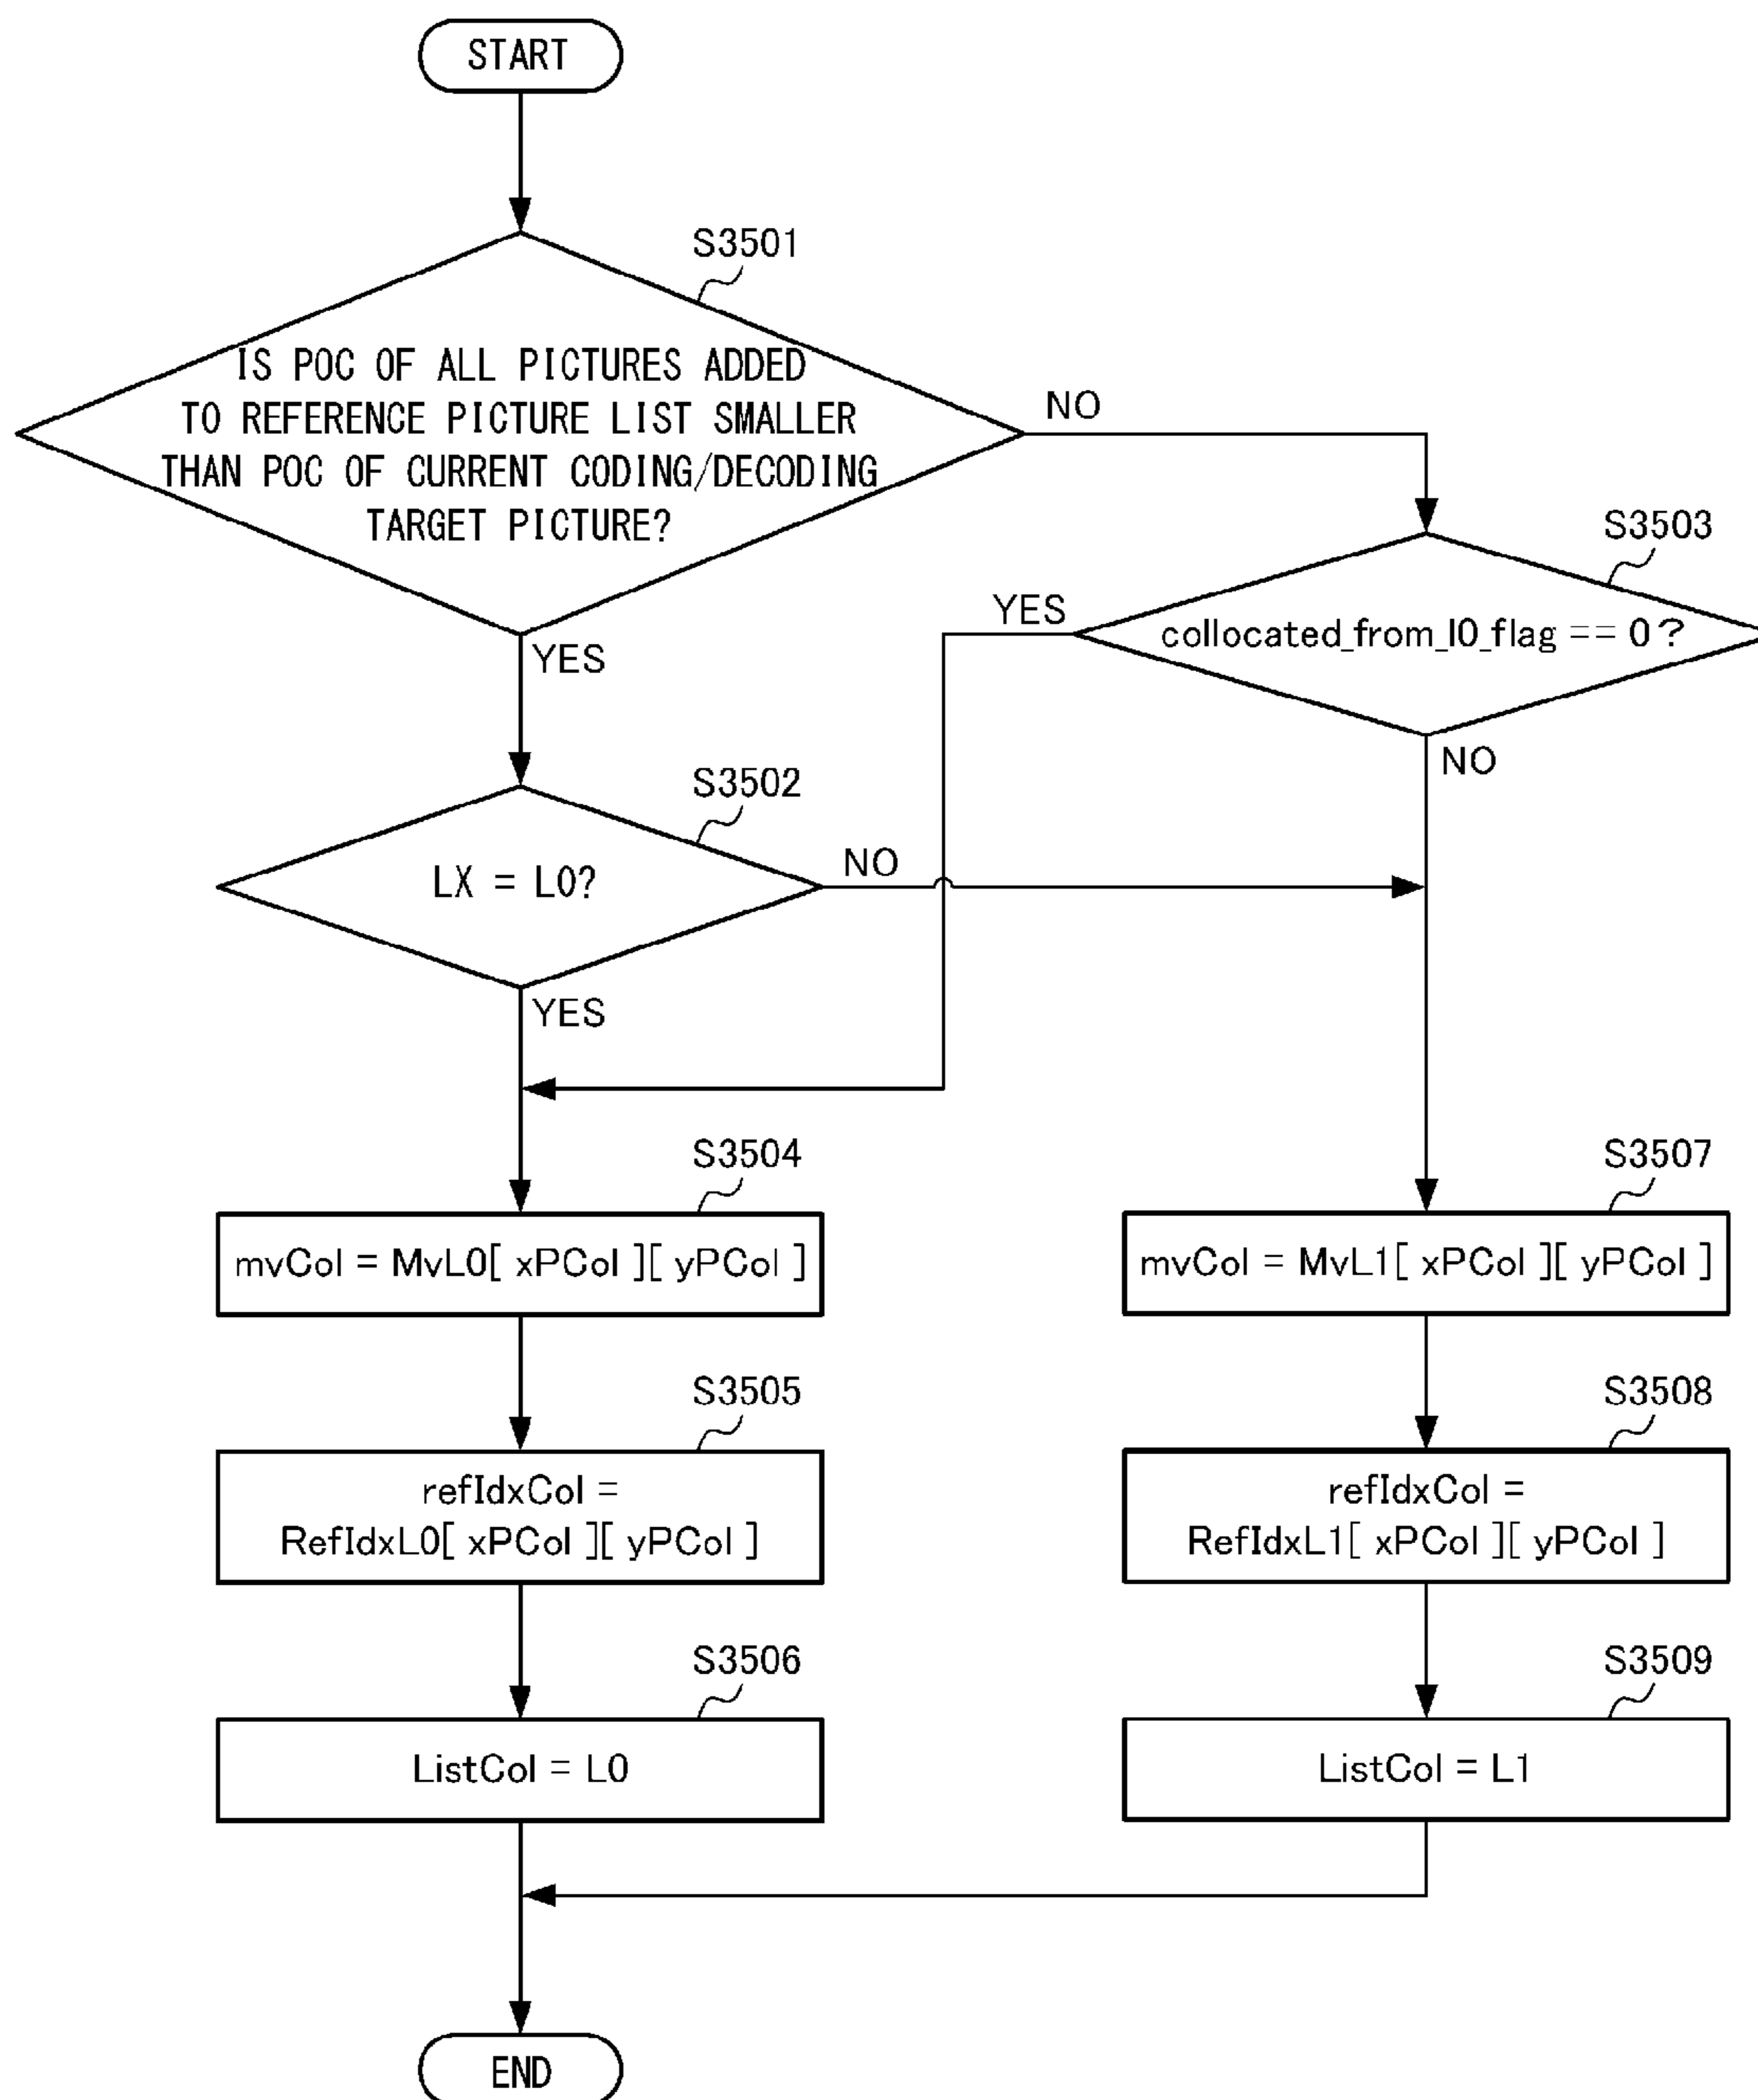 START
S3501
IS POC OF ALL PICTURES ADDED
TO REFERENCE PICTURE LIST SMALLER
THAN POC OF CURRENT CODING/DECODING
TARGET PICTURE?
NO
YES
S3503
collocated_from_l0_flag == 0?
YES
NO
S3502
LX = L0?
NO
YES
S3504
mvCol = MvL0[ xPCol ][ yPCol ]
S3507
mvCol = MvL1[ xPCol ][ yPCol ]
S3505
refIdxCol =
RefIdxL0[ xPCol ][ yPCol ]
S3508
refIdxCol =
RefIdxL1[ xPCol ][ yPCol ]
S3506
ListCol = L0
S3509
ListCol = L1
END